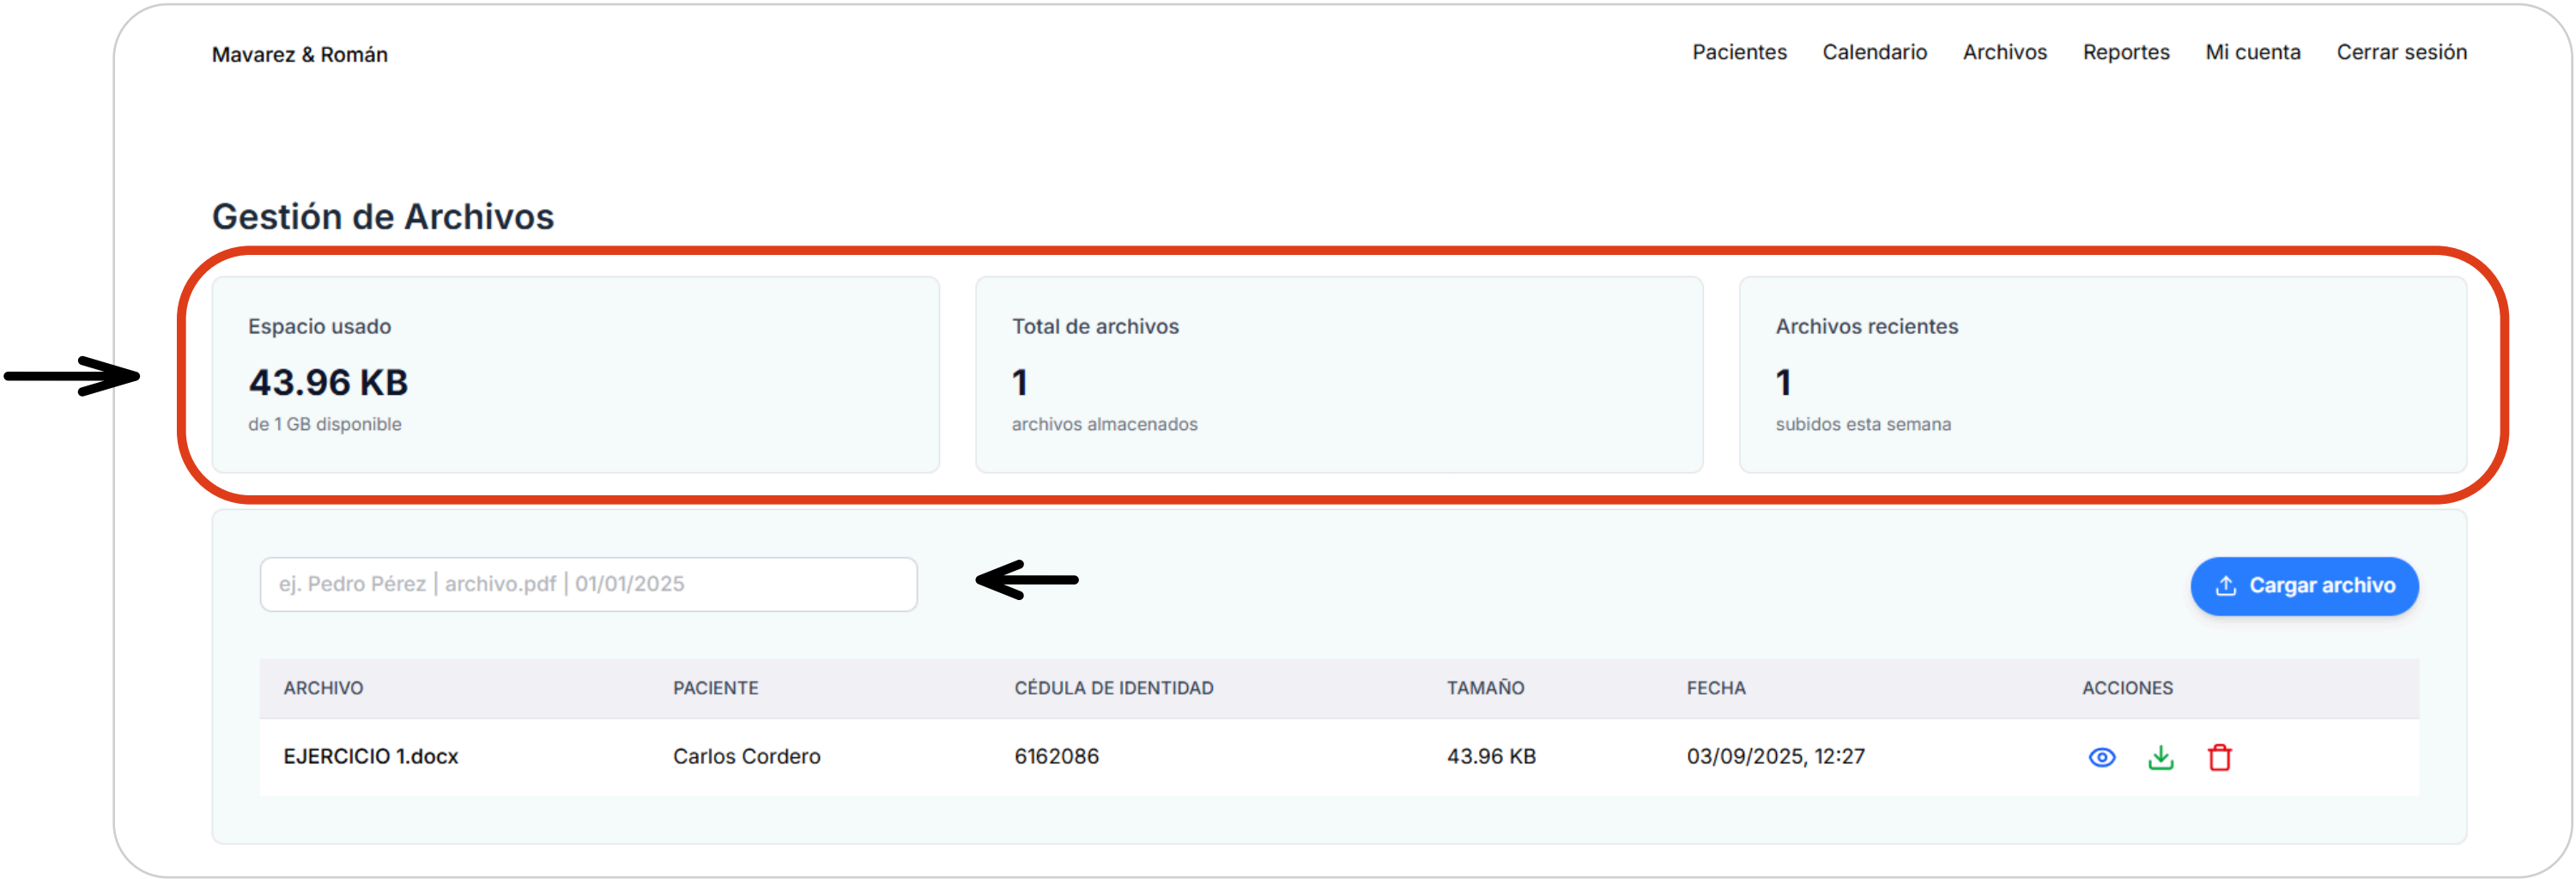 Mavarez & Román
Pacientes Calendario Archivos Reportes Mi cuenta Cerrar sesión
Gestión de Archivos
Espacio usado
43.96 KB
de 1 GB disponible
Total de archivos
1
archivos almacenados
Archivos recientes
1
subidos esta semana
ej. Pedro Pérez | archivo.pdf | 01/01/2025
Cargar archivo
ARCHIVO PACIENTE CÉDULA DE IDENTIDAD TAMAÑO FECHA ACCIONES
EJERCICIO 1.docx Carlos Cordero 6162086 43.96 KB 03/09/2025, 12:27